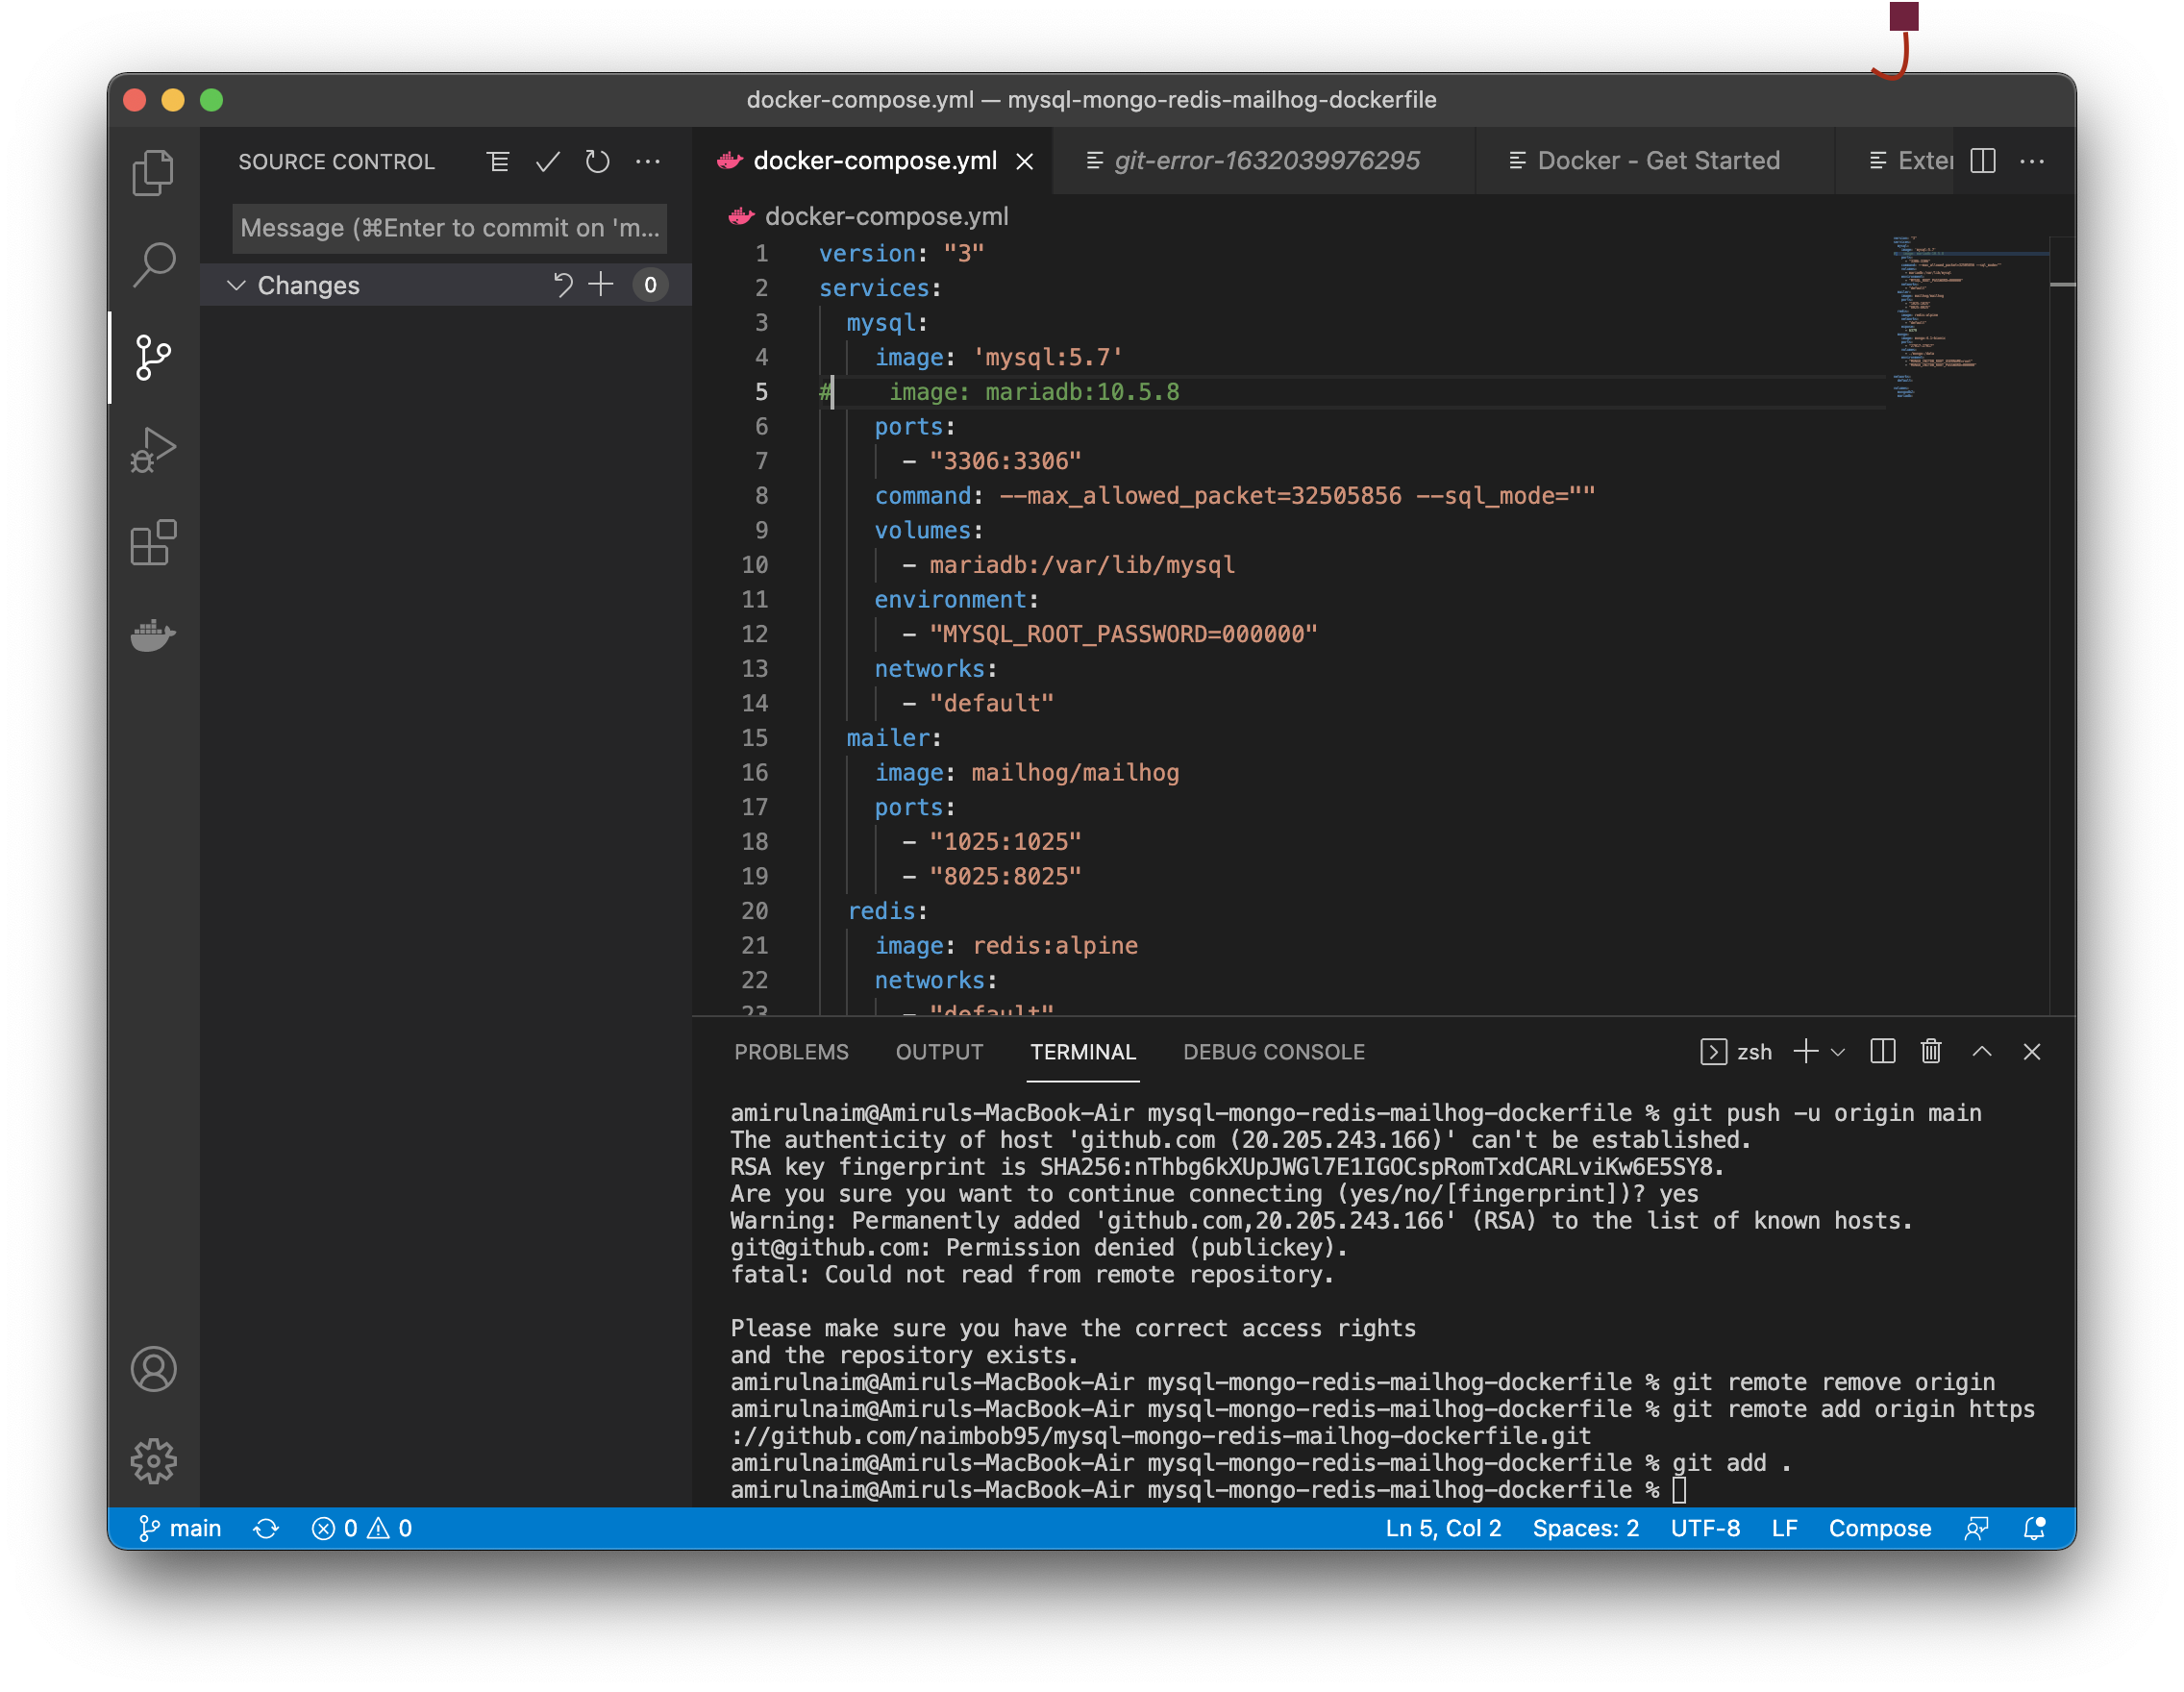 docker-compose.yml — mysql-mongo-redis-mailhog-dockerfile
SOURCE CONTROL
docker-compose.yml
git-error-1632039976295
Docker - Get Started
Exter
Message (⌘Enter to commit on 'm...
Changes
0
docker-compose.yml
1 version: "3"
2 services:
3 mysql:
4 image: 'mysql:5.7'
5 # image: mariadb:10.5.8
6 ports:
7 - "3306:3306"
8 command: --max_allowed_packet=32505856 --sql_mode=""
9 volumes:
10 - mariadb:/var/lib/mysql
11 environment:
12 - "MYSQL_ROOT_PASSWORD=000000"
13 networks:
14 - "default"
15 mailer:
16 image: mailhog/mailhog
17 ports:
18 - "1025:1025"
19 - "8025:8025"
20 redis:
21 image: redis:alpine
22 networks:
23 - "default"
PROBLEMS OUTPUT TERMINAL DEBUG CONSOLE
zsh
amirulnaim@Amiruls-MacBook-Air mysql-mongo-redis-mailhog-dockerfile % git push -u origin main
The authenticity of host 'github.com (20.205.243.166)' can't be established.
RSA key fingerprint is SHA256:nThbg6kXUpJWGl7E1IGOCspRomTxdCARLviKw6E5SY8.
Are you sure you want to continue connecting (yes/no/[fingerprint])? yes
Warning: Permanently added 'github.com,20.205.243.166' (RSA) to the list of known hosts.
git@github.com: Permission denied (publickey).
fatal: Could not read from remote repository.
Please make sure you have the correct access rights
and the repository exists.
amirulnaim@Amiruls-MacBook-Air mysql-mongo-redis-mailhog-dockerfile % git remote remove origin
amirulnaim@Amiruls-MacBook-Air mysql-mongo-redis-mailhog-dockerfile % git remote add origin https
://github.com/naimbob95/mysql-mongo-redis-mailhog-dockerfile.git
amirulnaim@Amiruls-MacBook-Air mysql-mongo-redis-mailhog-dockerfile % git add .
amirulnaim@Amiruls-MacBook-Air mysql-mongo-redis-mailhog-dockerfile %
main
0
0
Ln 5, Col 2
Spaces: 2
UTF-8
LF
Compose